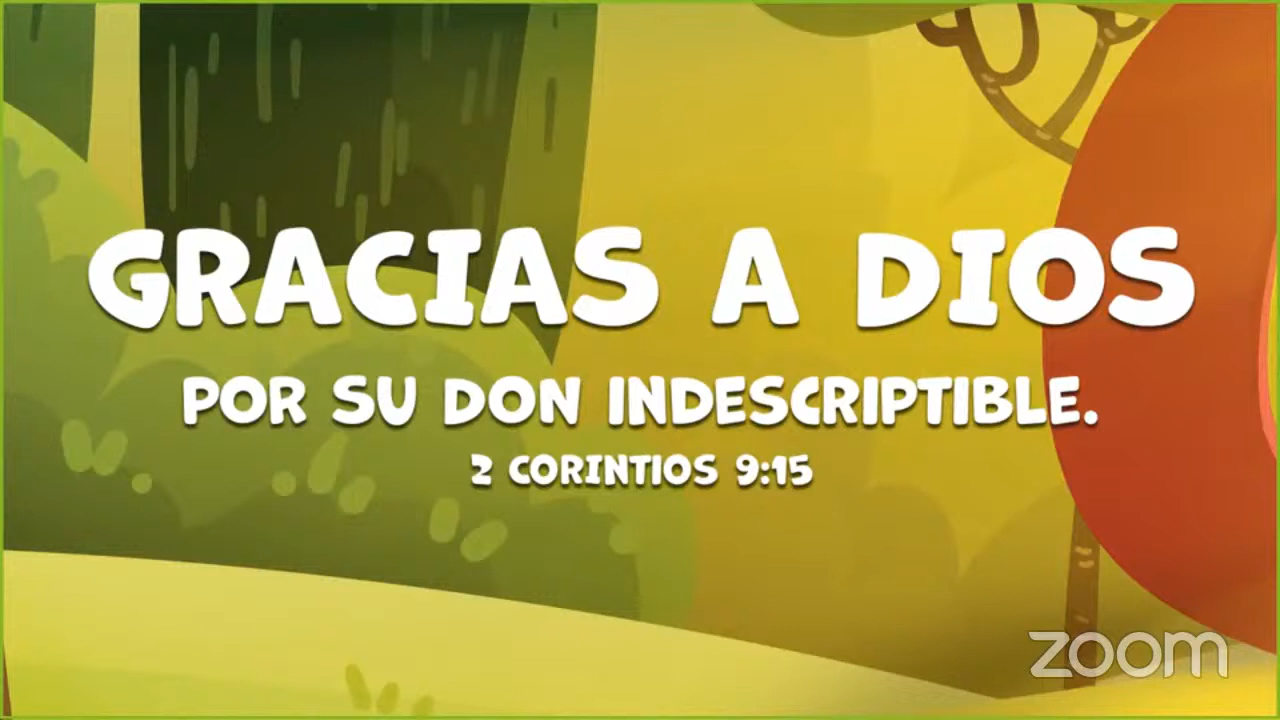 GRACIAS A DIOS
POR SU DON INDESCRIPTIBLE.
2 CORINTIOS 9:15
zoom